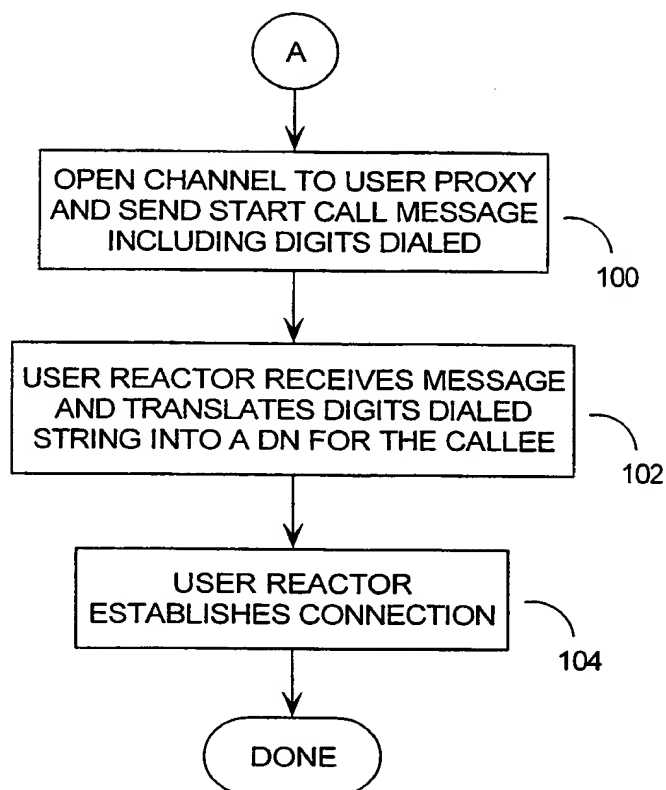 A
OPEN CHANNEL TO USER PROXY
AND SEND START CALL MESSAGE
INCLUDING DIGITS DIALED
100
USER REACTOR RECEIVES MESSAGE
AND TRANSLATES DIGITS DIALED
STRING INTO A DN FOR THE CALLEE
102
USER REACTOR
ESTABLISHES CONNECTION
104
DONE